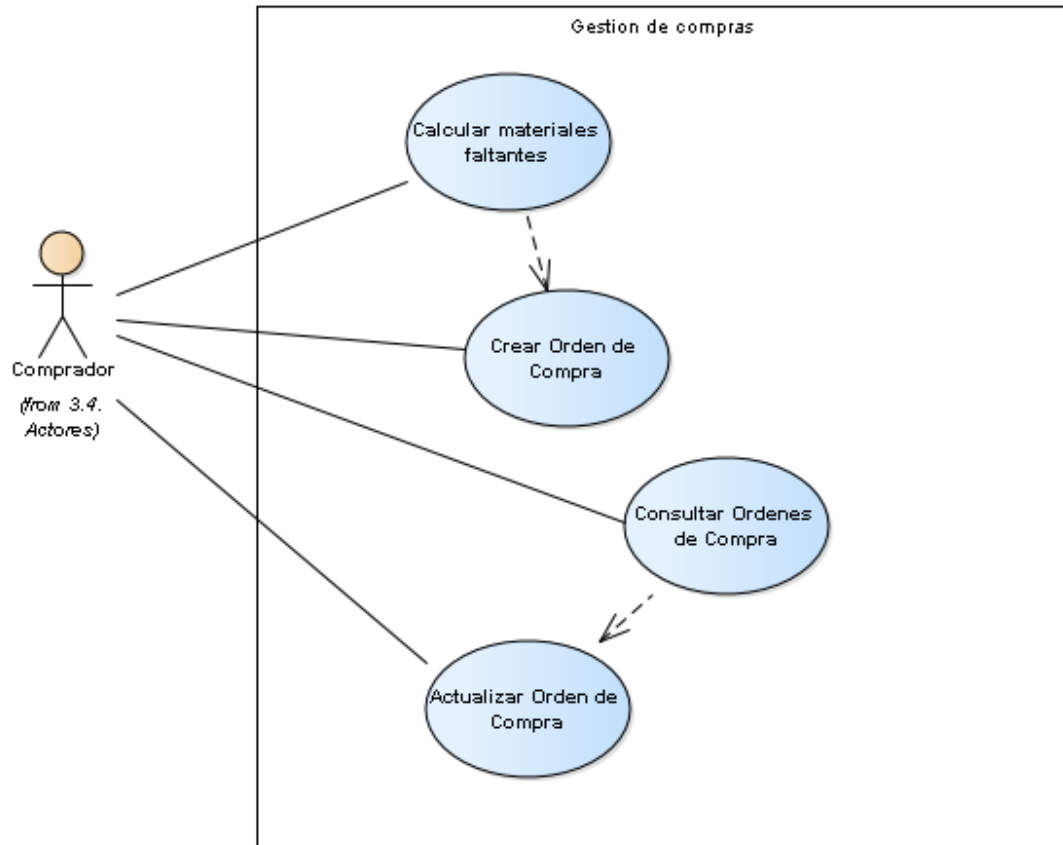 Gestion de compras
Calcular materiales
faltantes
Crear Orden de
Compra
Comprador
(from 3.4.
Actores)
Consultar Ordenes
de Compra
Actualizar Orden de
Compra